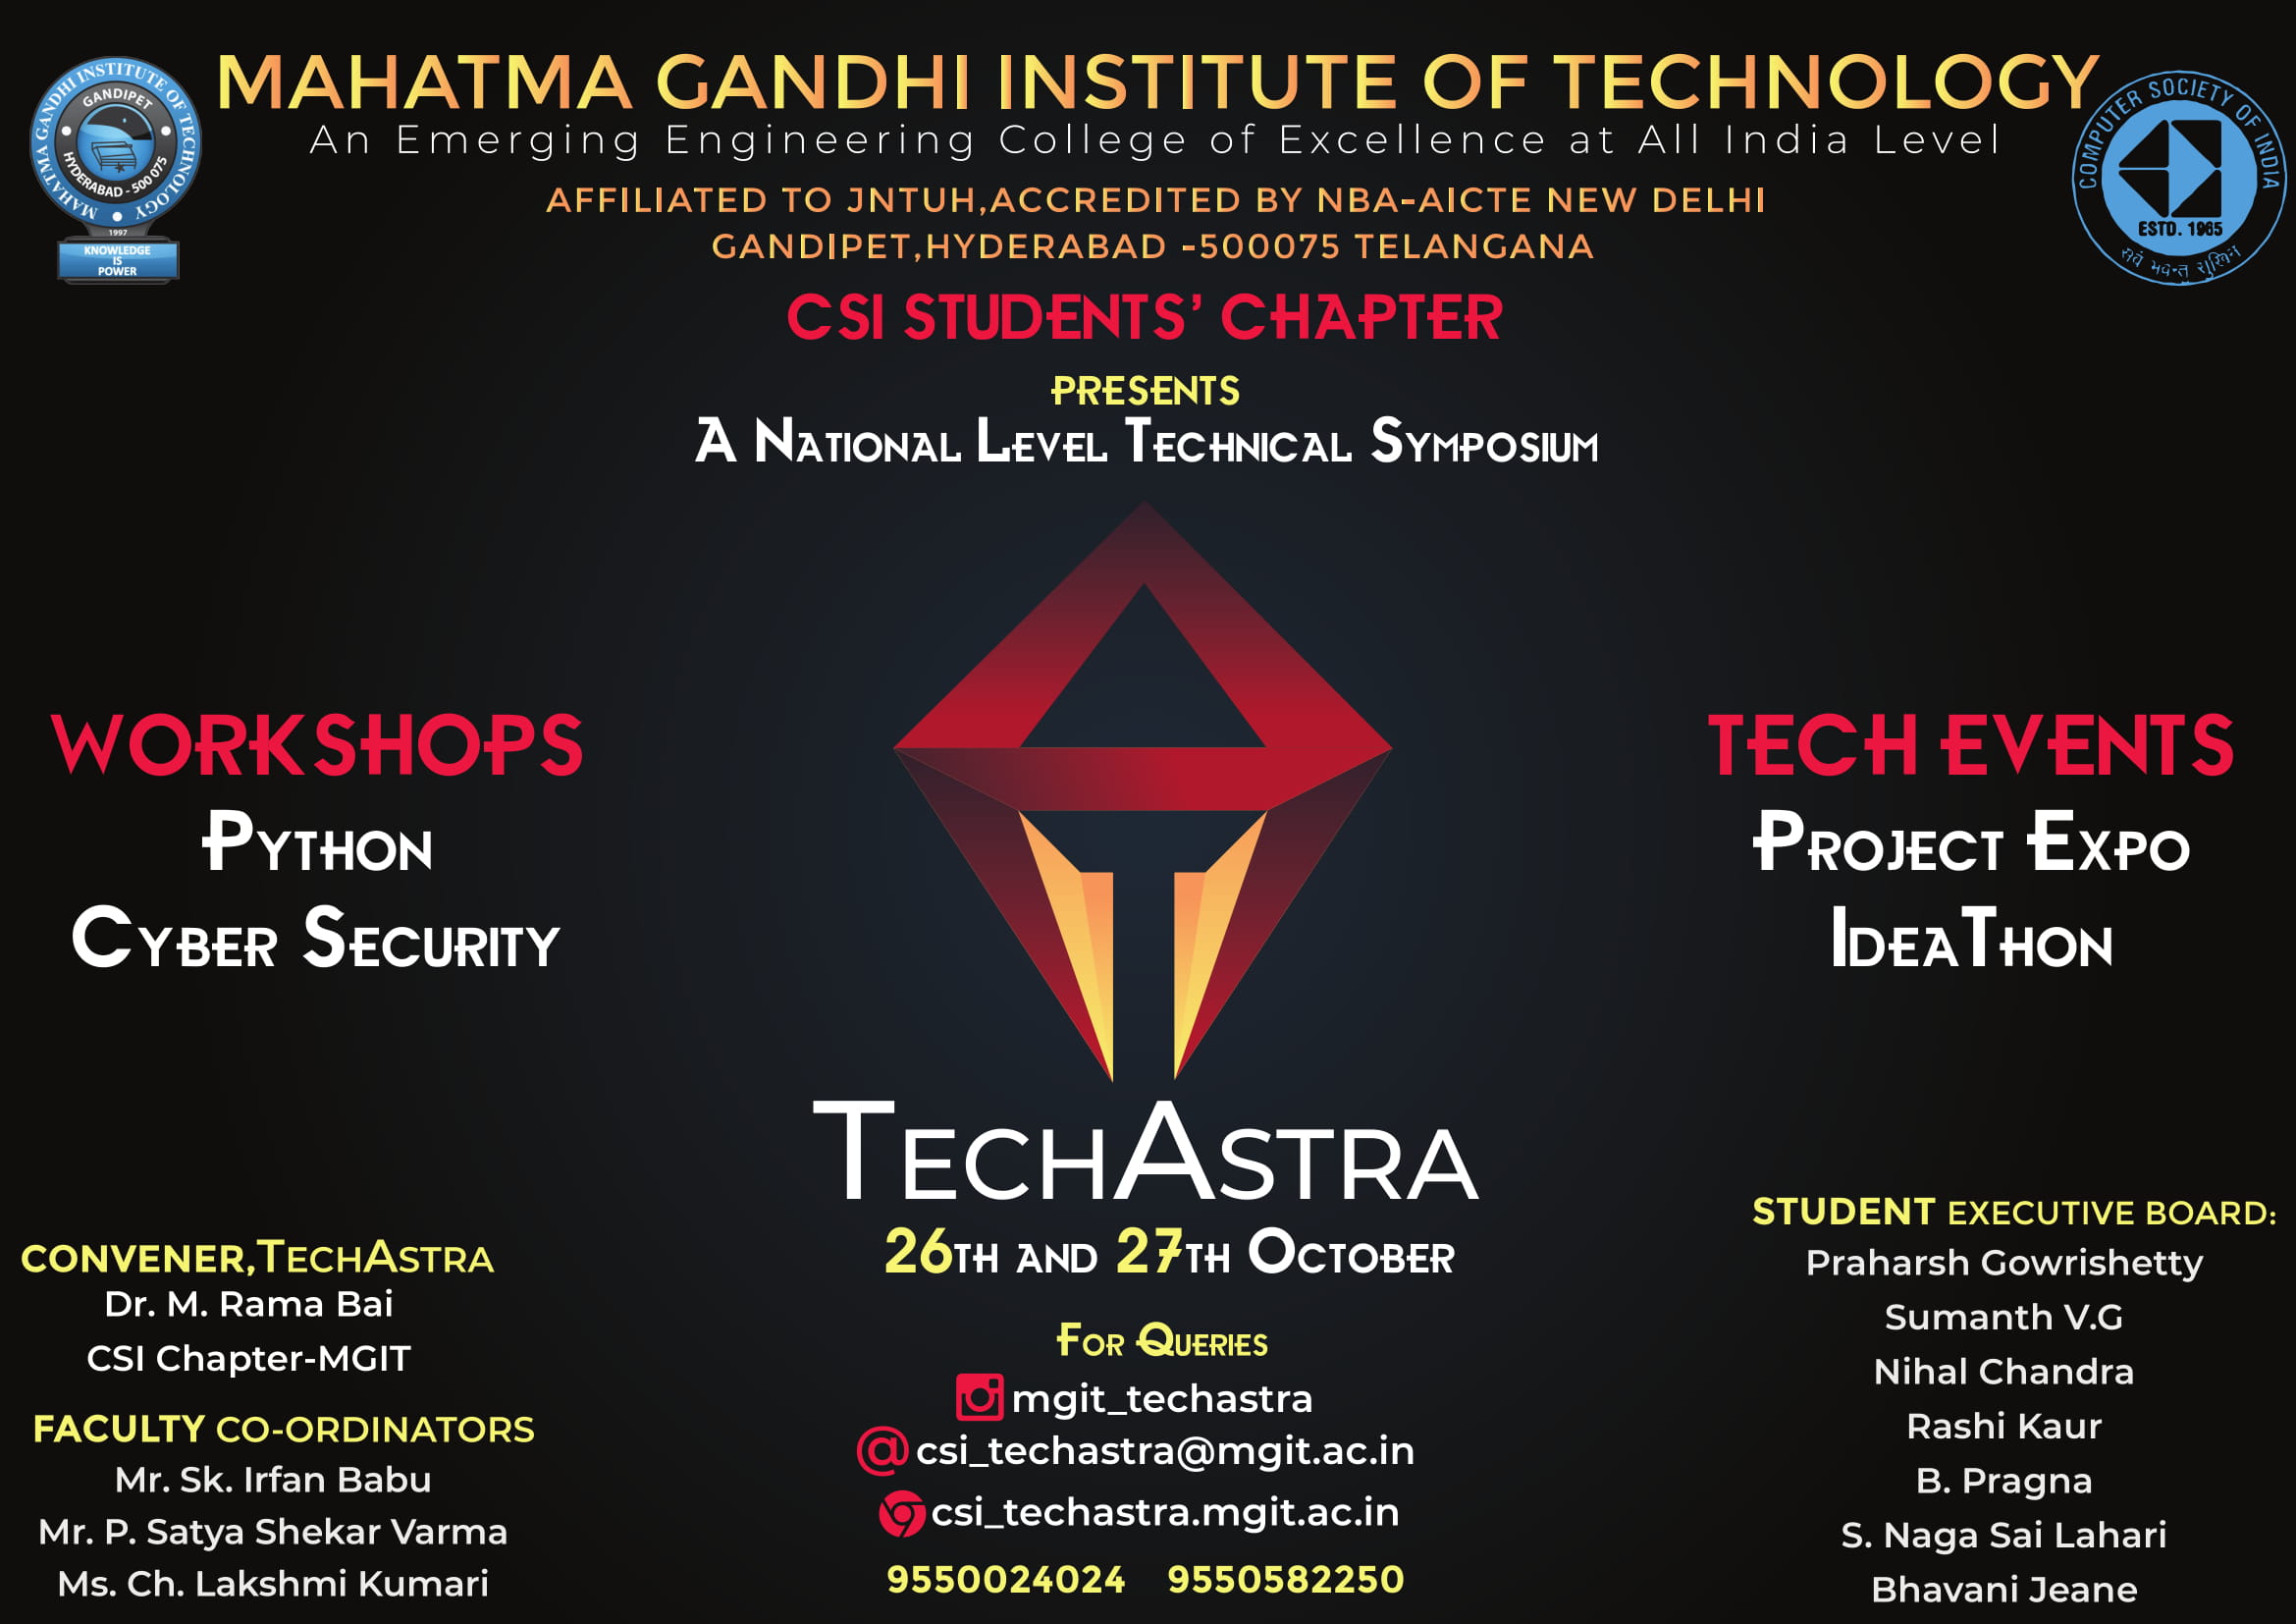 MAHATMA GANDHI INSTITUTE OF TECHNOLOGY
An Emerging Engineering College of Excellence at All India Level
AFFILIATED TO JNTUH,ACCREDITED BY NBA-AICTE NEW DELHI
GANDIPET,HYDERABAD -500075 TELANGANA
MAHATMA GANDHI INSTITUTE OF TECHNOLOGY
GANDIPET
HYDERABAD - 500 075
1997
KNOWLEDGE
IS
POWER
COMPUTER SOCIETY OF INDIA
ESTD. 1965
CSI STUDENTS' CHAPTER
PRESENTS
A NATIONAL LEVEL TECHNICAL SYMPOSIUM
WORKSHOPS
PYTHON
CYBER SECURITY
TECH EVENTS
PROJECT EXPO
IDEATHON
TECHASTRA
26TH AND 27TH OCTOBER
FOR QUERIES
mgit_techastra
@csi_techastra@mgit.ac.in
csi_techastra.mgit.ac.in
9550024024 9550582250
CONVENER,TECHASTRA
Dr. M. Rama Bai
CSI Chapter-MGIT
FACULTY CO-ORDINATORS
Mr. Sk. Irfan Babu
Mr. P. Satya Shekar Varma
Ms. Ch. Lakshmi Kumari
STUDENT EXECUTIVE BOARD:
Praharsh Gowrishetty
Sumanth V.G
Nihal Chandra
Rashi Kaur
B. Pragna
S. Naga Sai Lahari
Bhavani Jeane